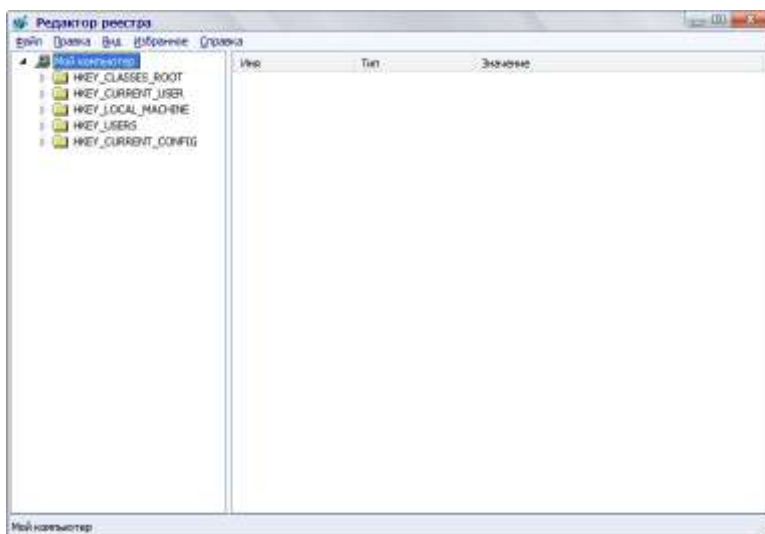 Редактор реестра
Файл Правка Вид Избранное Справка
Мой компьютер
HKEY_CLASSES_ROOT
HKEY_CURRENT_USER
HKEY_LOCAL_MACHINE
HKEY_USERS
HKEY_CURRENT_CONFIG
Имя Тип Значение
Мой компьютер